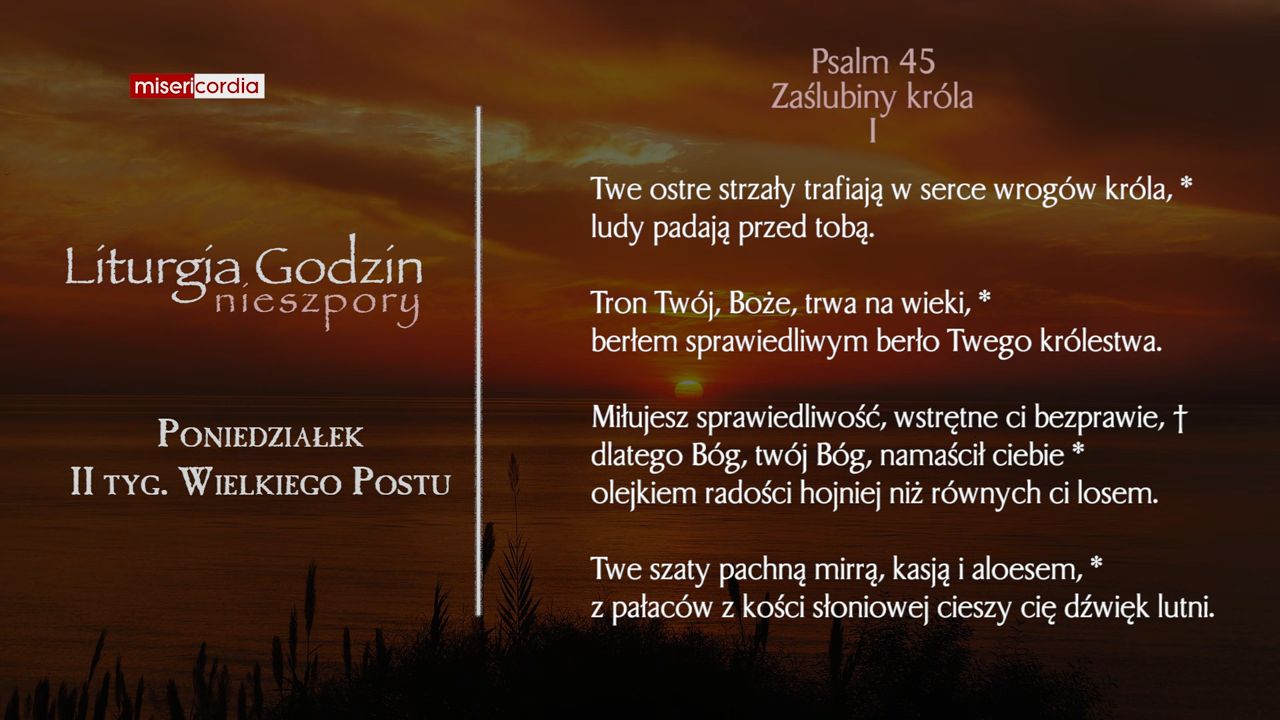 misericordia
Liturgia Godzin
nieszpory
Poniedziałek
II tyg. Wielkiego Postu
Psalm 45
Zaślubiny króla
I
Twe ostre strzały trafiają w serce wrogów króla, *
ludy padają przed tobą.
Tron Twój, Boże, trwa na wieki, *
berłem sprawiedliwym berło Twego królestwa.
Miłujesz sprawiedliwość, wstrętne ci bezprawie, †
dlatego Bóg, twój Bóg, namaścił ciebie *
olejkiem radości hojniej niż równych ci losem.
Twe szaty pachną mirrą, kasją i aloesem, *
z pałaców z kości słoniowej cieszy cię dźwięk lutni.